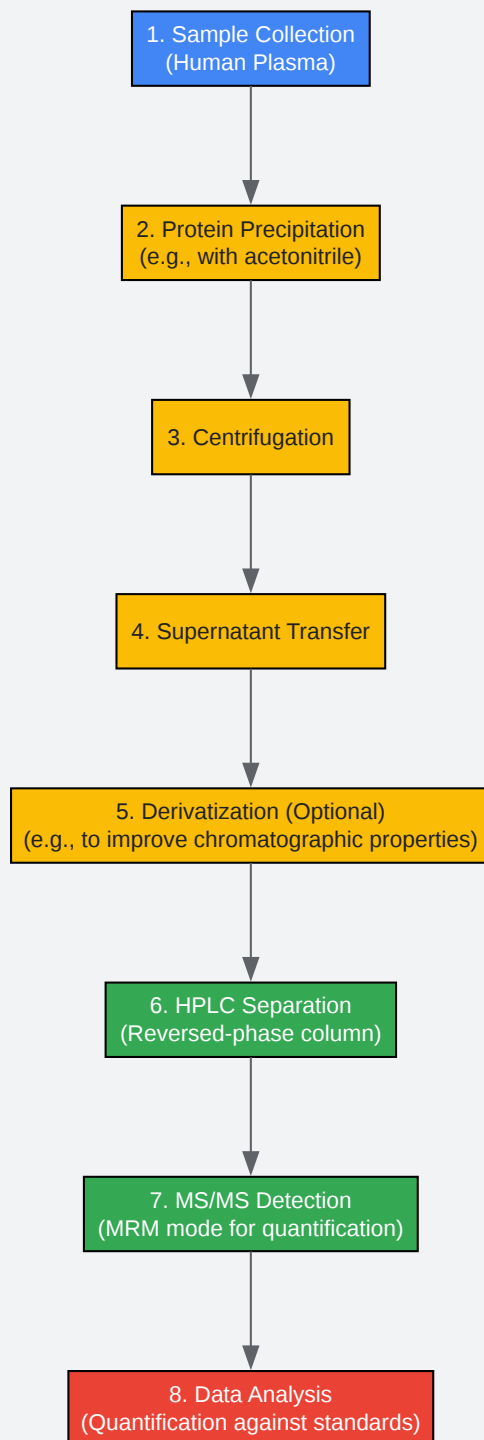 1. Sample Collection
(Human Plasma)
2. Protein Precipitation
(e.g., with acetonitrile)
3. Centrifugation
4. Supernatant Transfer
5. Derivatization (Optional)
(e.g., to improve chromatographic properties)
6. HPLC Separation
(Reversed-phase column)
7. MS/MS Detection
(MRM mode for quantification)
8. Data Analysis
(Quantification against standards)